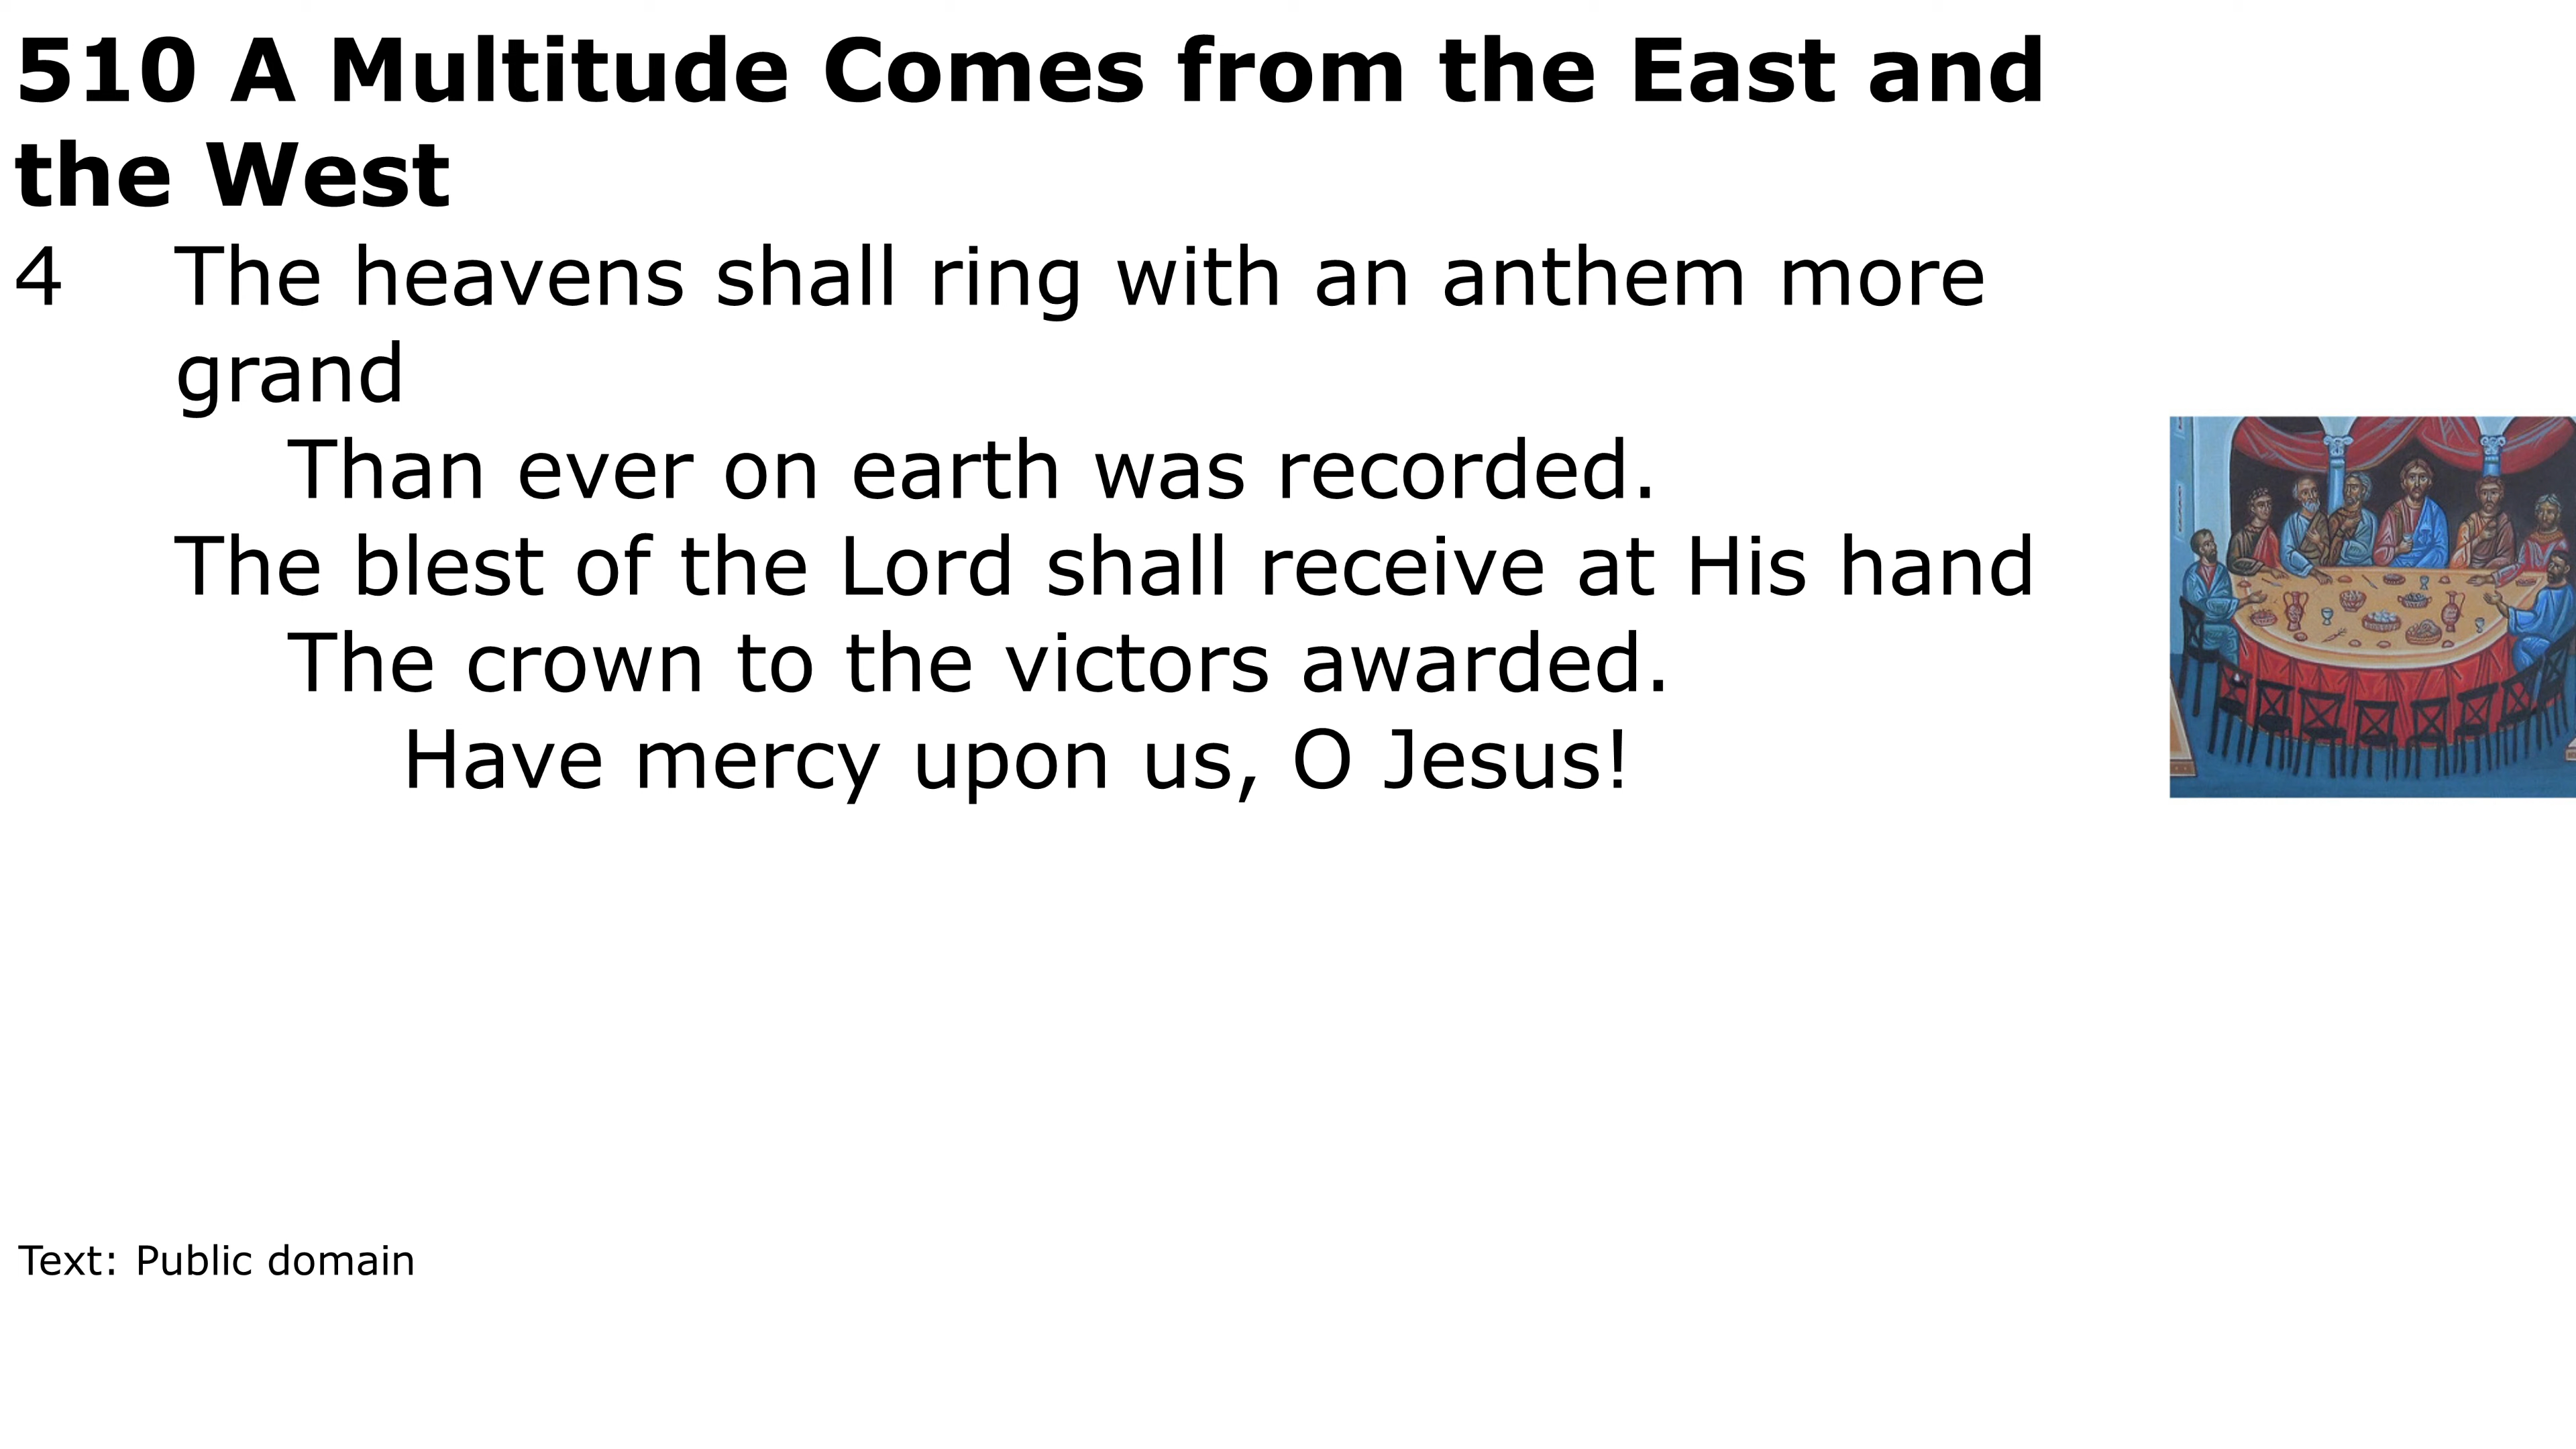 510 A Multitude Comes from the East and
the West
4 The heavens shall ring with an anthem more
grand
Than ever on earth was recorded.
The blest of the Lord shall receive at His hand
The crown to the victors awarded.
Have mercy upon us, O Jesus!
Text: Public domain